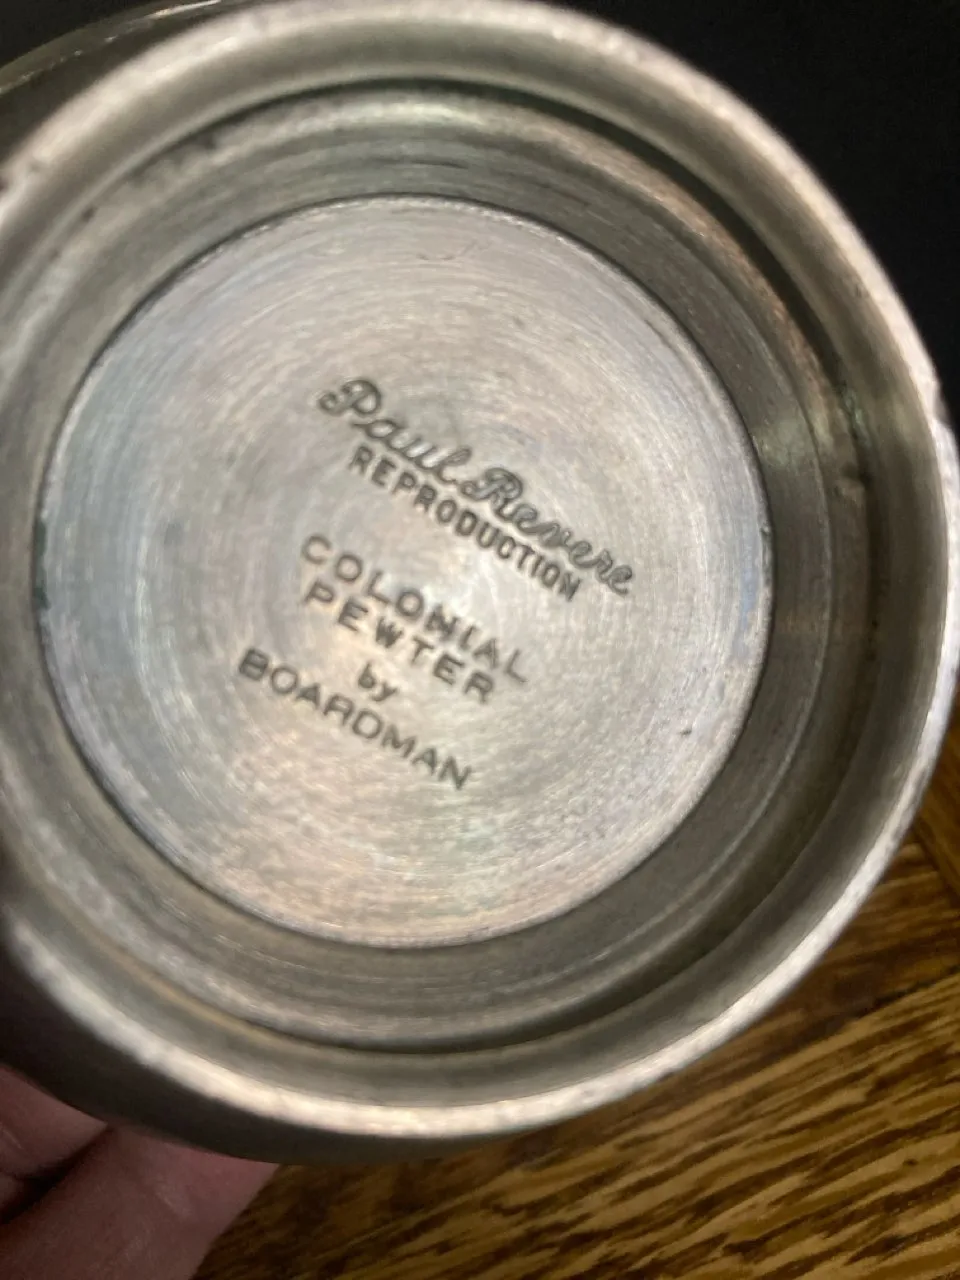 Paul Revere
REPRODUCTION
COLONIAL
PEWTER
by
BOARDMAN